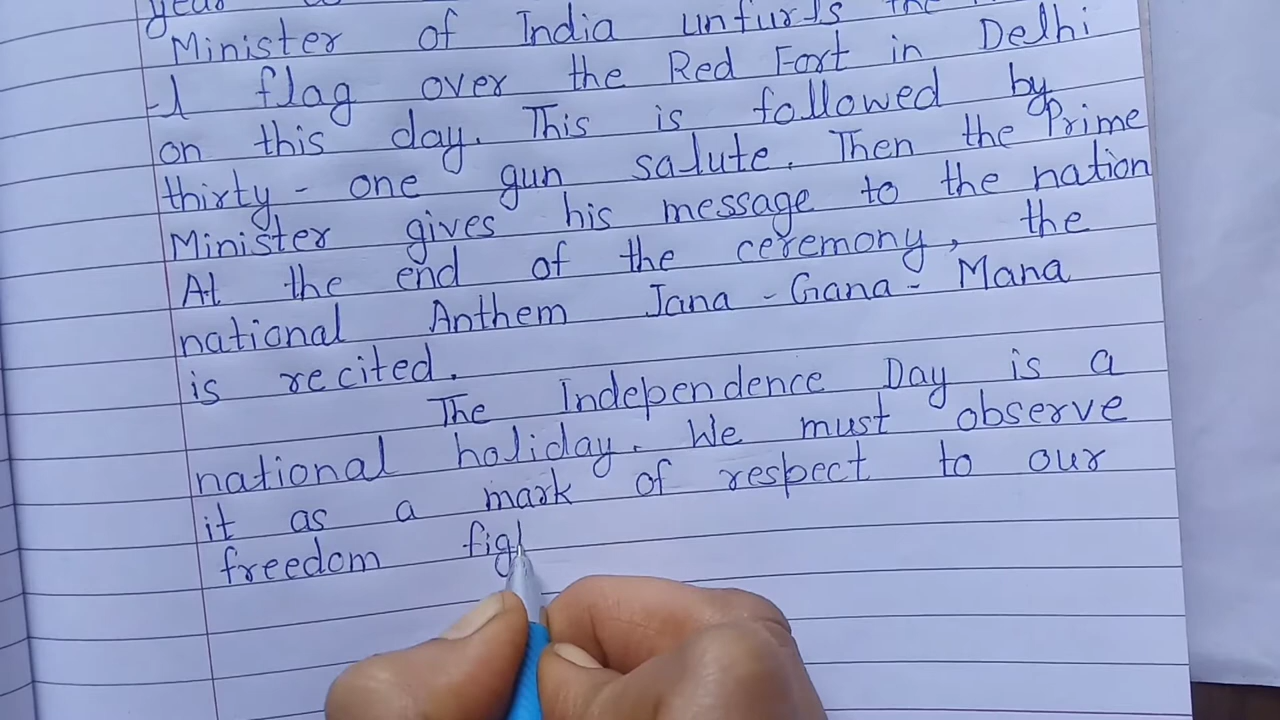 year
Minister of India unfurls the
-l flag over the Red Fort in Delhi
on this day. This is followed by
thirty - one gun salute. Then the Prime
Minister gives his message to the nation
At the end of the ceremony, the
national Anthem Jana - Gana - Mana
is recited.
The Independence Day is a
national holiday. We must observe
it as a mark of respect to our
freedom figh